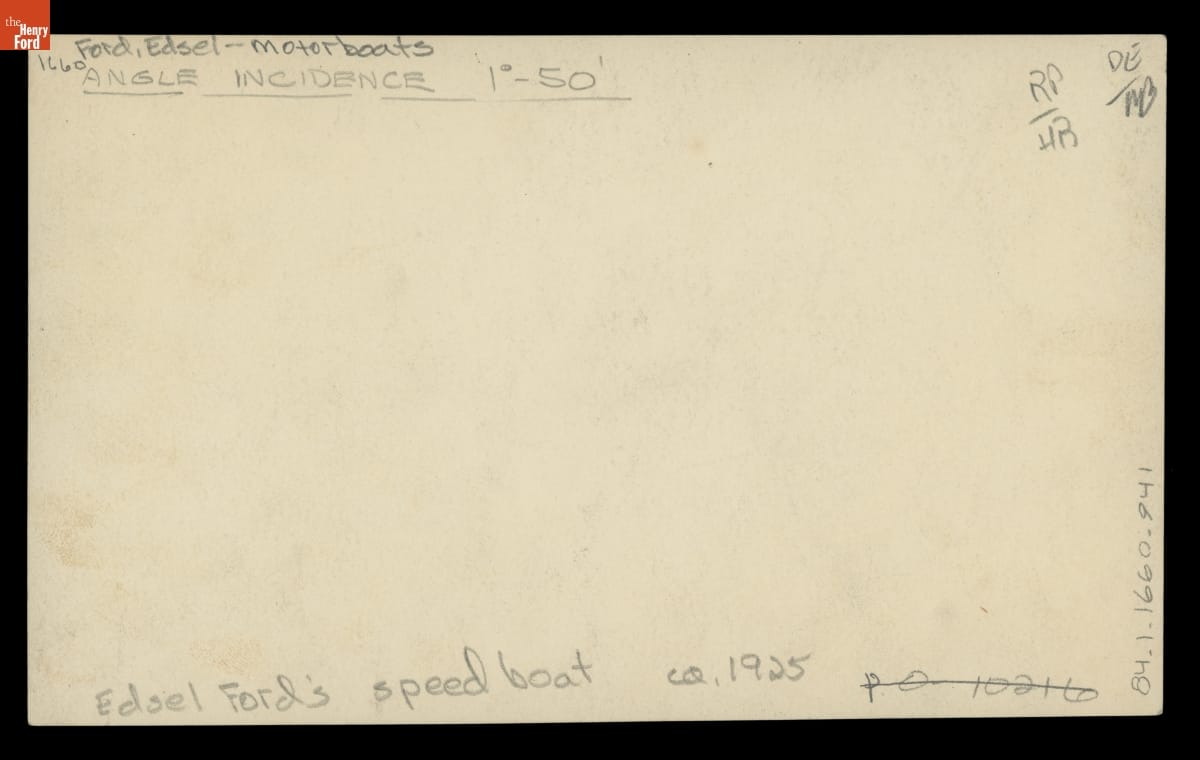 the
Henry
Ford
Ford, Edsel - motorboats
1660
ANGLE INCIDENCE 1°-50'
DE/MB
RP/HB
84.1.1660.941
Edsel Ford's speed boat ca. 1925
P.O 10216